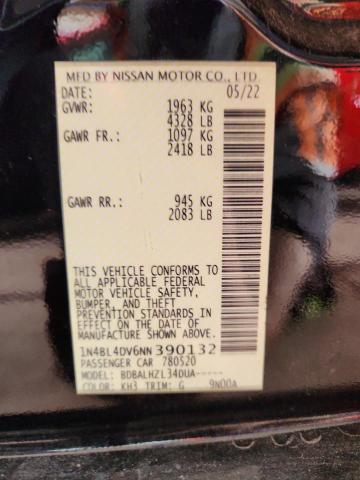 MFD BY NISSAN MOTOR CO., LTD.
DATE: 05/22
GVWR: 1963 KG
4328 LB
GAWR FR.: 1097 KG
2418 LB
GAWR RR.: 945 KG
2083 LB
THIS VEHICLE CONFORMS TO
ALL APPLICABLE FEDERAL
MOTOR VEHICLE SAFETY,
BUMPER, AND THEFT
PREVENTION STANDARDS IN
EFFECT ON THE DATE OF
MANUFACTURE SHOWN ABOVE.
1N4BL4DV6NN390132
PASSENGER CAR 780520
MODEL: BDBALHZL34DUA-----
COLOR: KH3 TRIM: G 9N00A